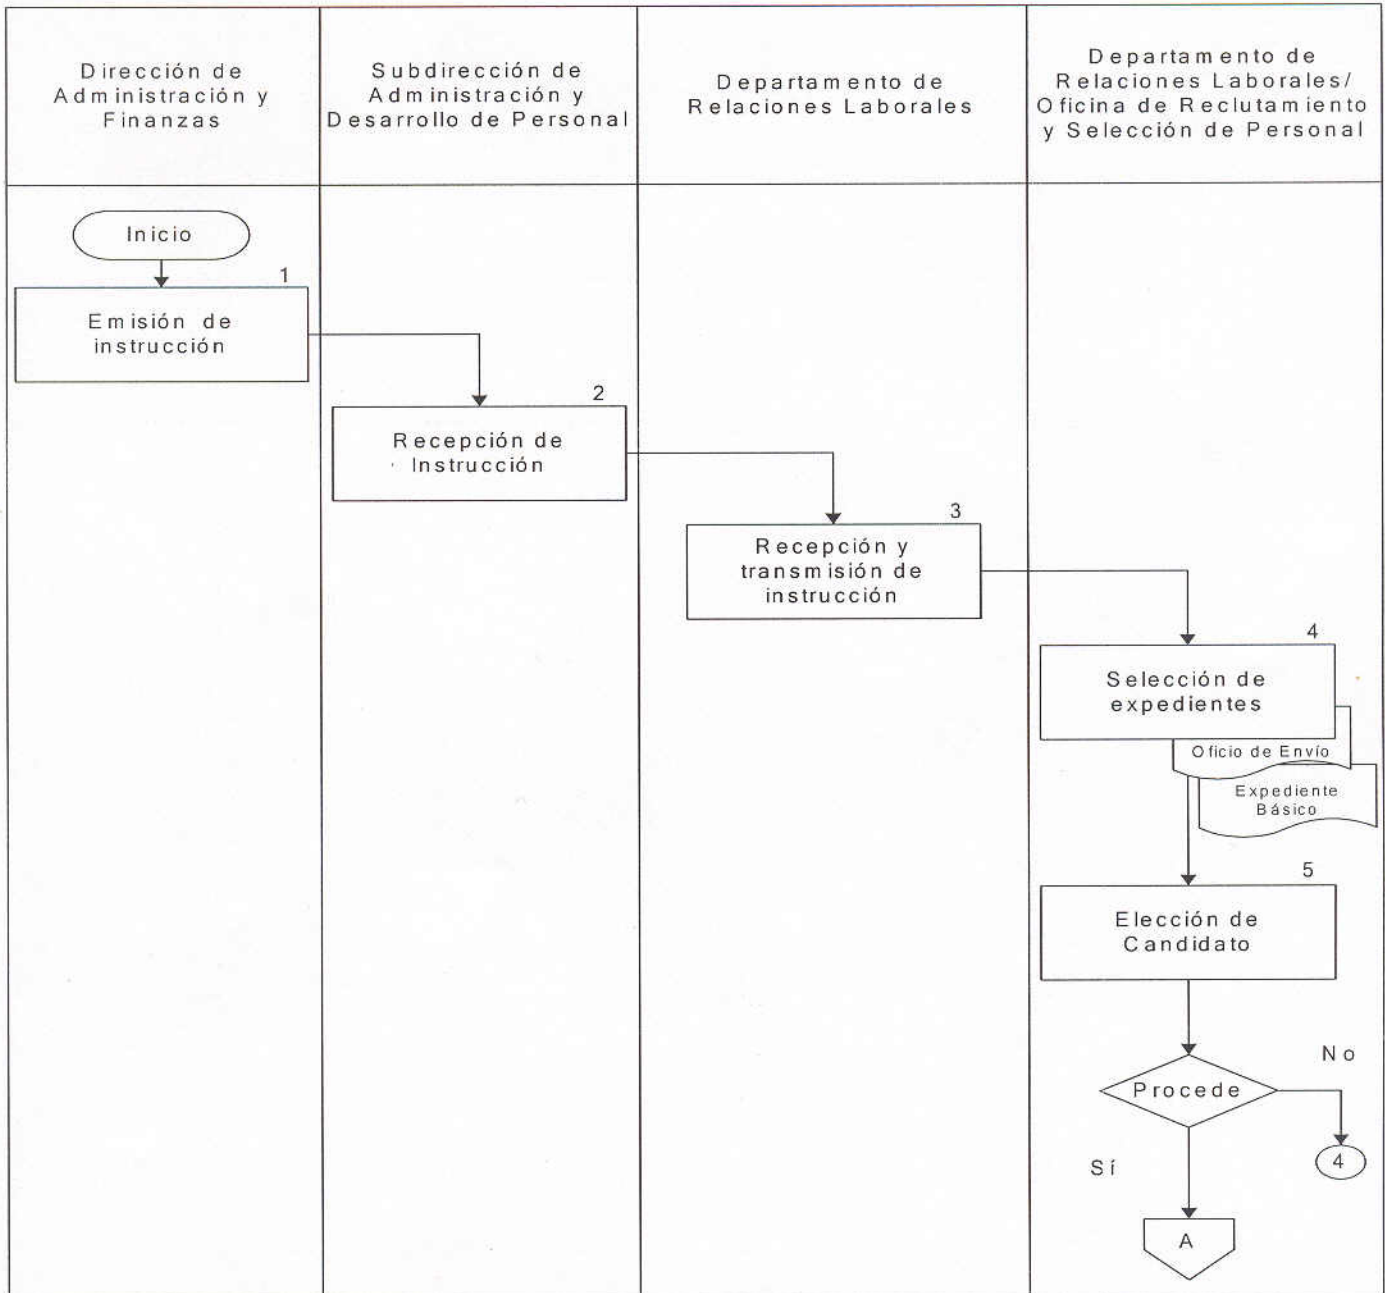 Dirección de
Administración y
Finanzas
Subdirección de
Administración y
Desarrollo de Personal
Departamento de
Relaciones Laborales
Departamento de
Relaciones Laborales/
Oficina de Reclutamiento
y Selección de Personal
Inicio
1
Emisión de
instrucción
2
Recepción de
Instrucción
3
Recepción y
transmisión de
instrucción
4
Selección de
expedientes
Oficio de Envío
Expediente
Básico
5
Elección de
Candidato
Procede
No
4
Sí
A